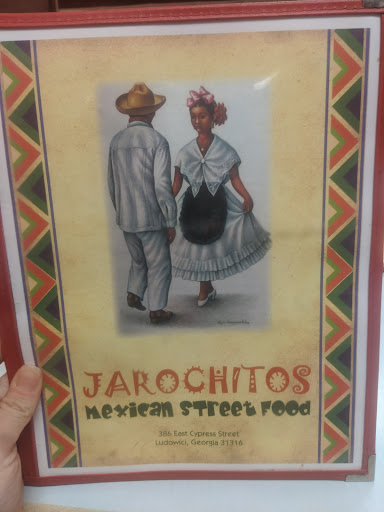 JAROCHITOS
MEXICAN STREET FOOD
386 East Cypress Street
Ludowici, Georgia 31316